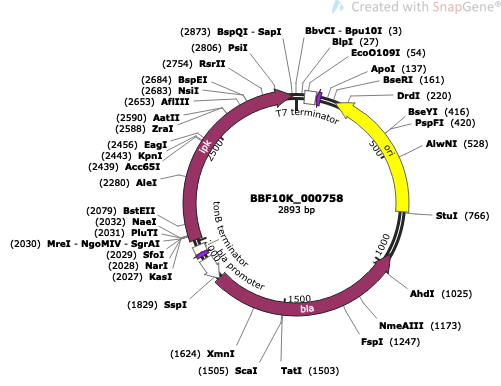 Created with SnapGene®
(2873) BspQI - SapI
BbvCI - Bpu10I (3)
(2806) PsiI
BlpI (27)
EcoO109I (54)
(2754) RsrII
ApoI (137)
BseRI (161)
(2684) BspEI
(2683) NsiI
DrdI (220)
(2653) AflIII
T7 terminator
(2590) AatII
BseYI (416)
(2588) ZraI
PspFI (420)
(2456) EagI
(2443) KpnI
(2439) Acc65I
AlwNI (528)
lpk
2500
ori
500
(2280) AleI
BBF10K_000758
2893 bp
(2079) BstEII
StuI (766)
(2032) NaeI
(2031) PluTI
(2030) MreI - NgoMIV - SgrAI
(2029) SfoI
(2028) NarI
(2027) KasI
tonB terminator
bla promoter
1000
(1829) SspI
AhdI (1025)
1500
bla
NmeAIII (1173)
FspI (1247)
(1624) XmnI
(1505) ScaI
TatI (1503)